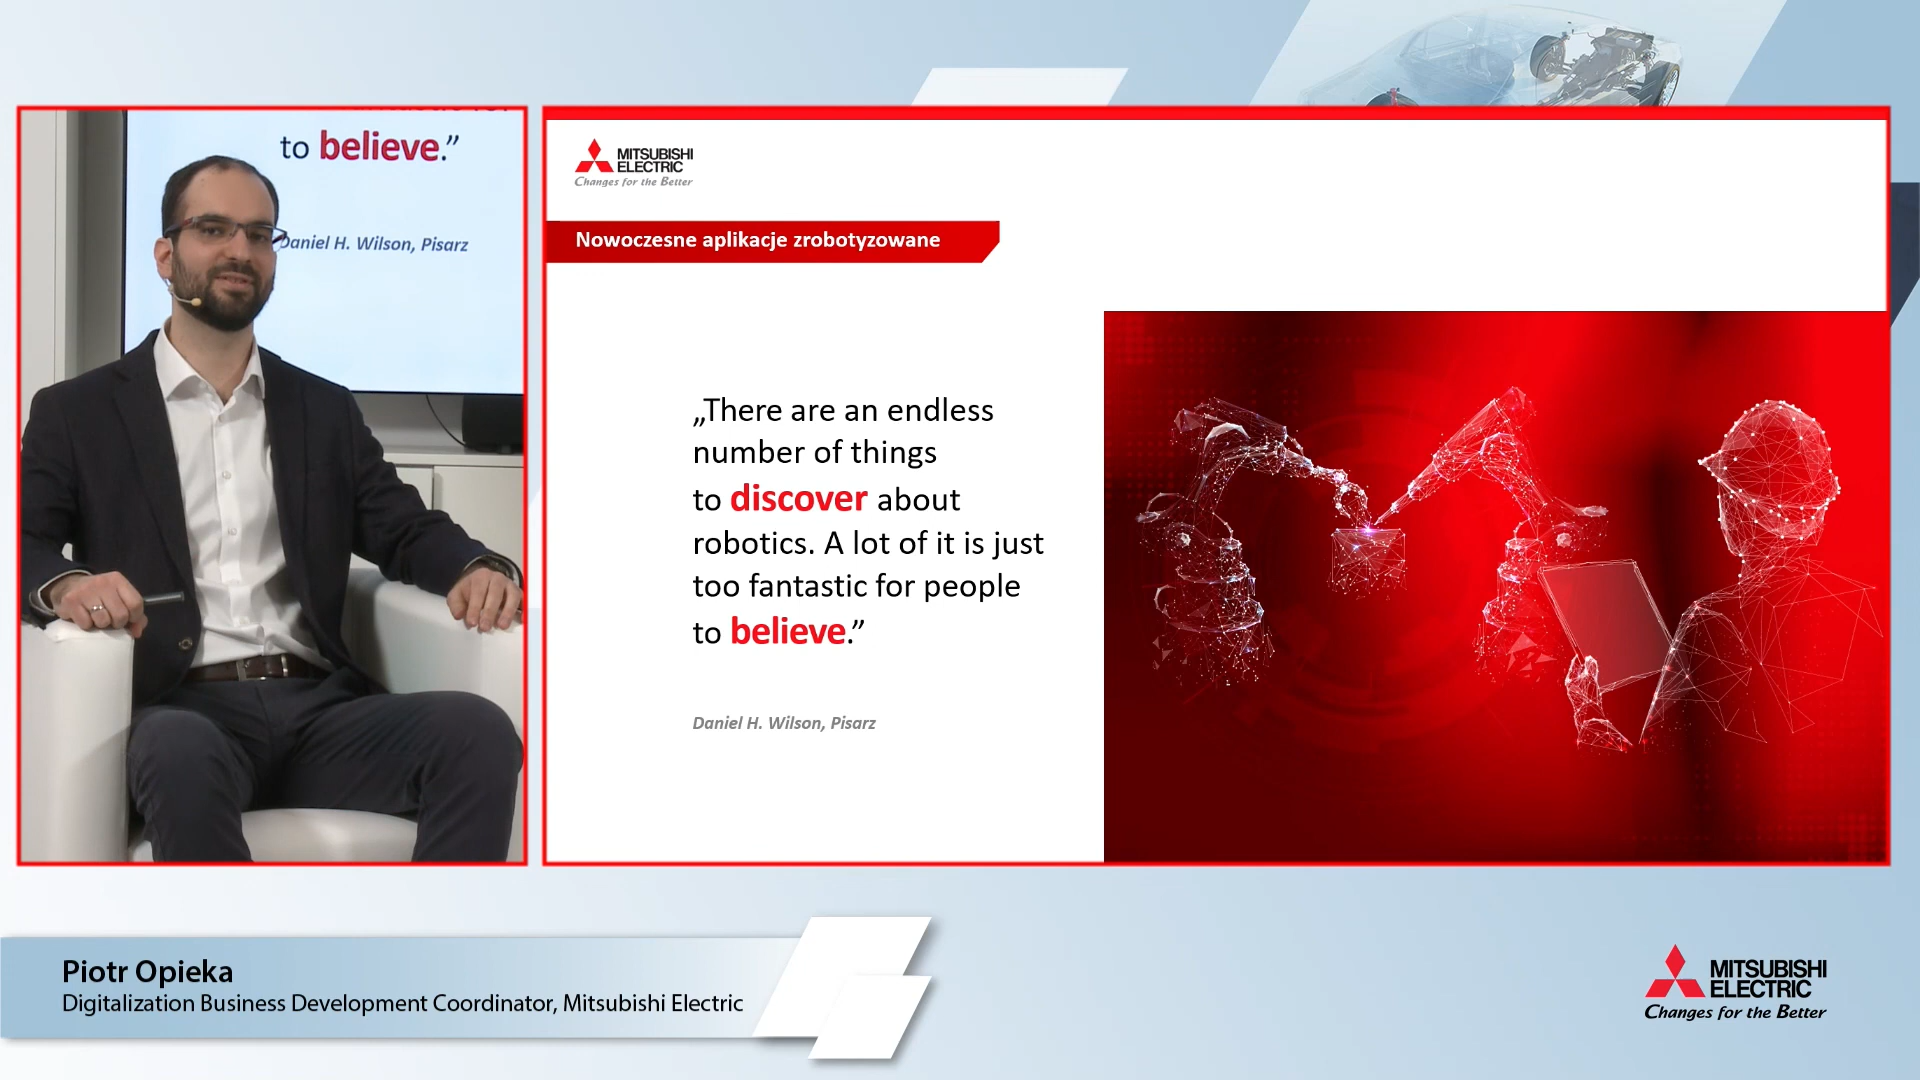 to believe.”
Daniel H. Wilson, Pisarz
MITSUBISHI
ELECTRIC
Changes for the Better
Nowoczesne aplikacje zrobotyzowane
„There are an endless
number of things
to discover about
robotics. A lot of it is just
too fantastic for people
to believe.”
Daniel H. Wilson, Pisarz
Piotr Opieka
Digitalization Business Development Coordinator, Mitsubishi Electric
MITSUBISHI
ELECTRIC
Changes for the Better